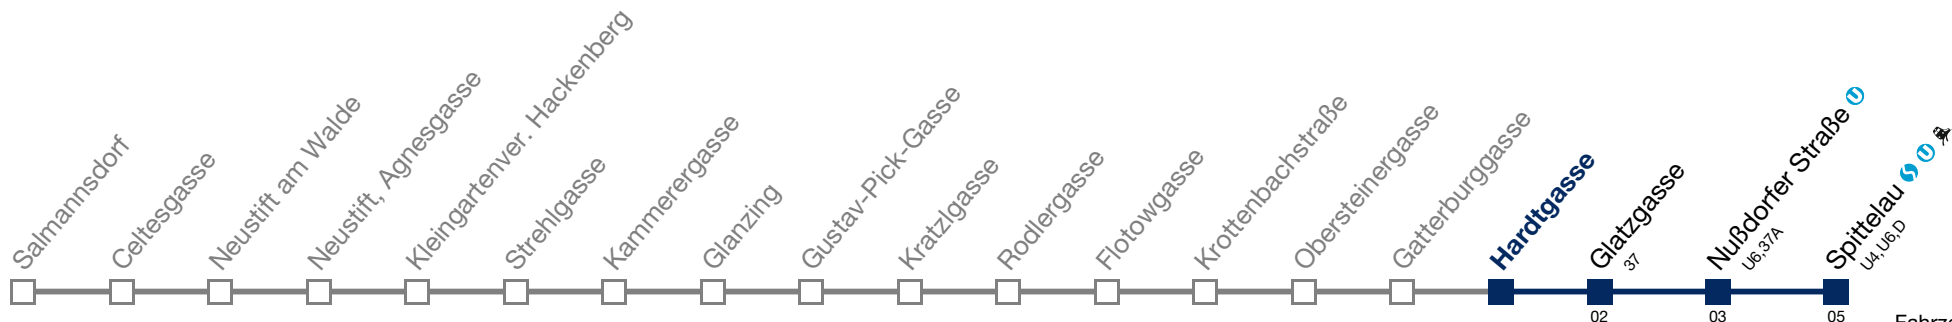 Salmannsdorf
Celtesgasse
Neustift am Walde
Neustift, Agnesgasse
Kleingartenver. Hackenberg
Strehlgasse
Kammerergasse
Glanzing
Gustav-Pick-Gasse
Kratzlgasse
Rodlergasse
Flotowgasse
Krottenbachstraße
Obersteinergasse
Gatterburggasse
Hardtgasse
Glatzgasse
37
Nußdorfer Straße U
U6,37A
Spittelau S U
U4,U6,D
02 03 05